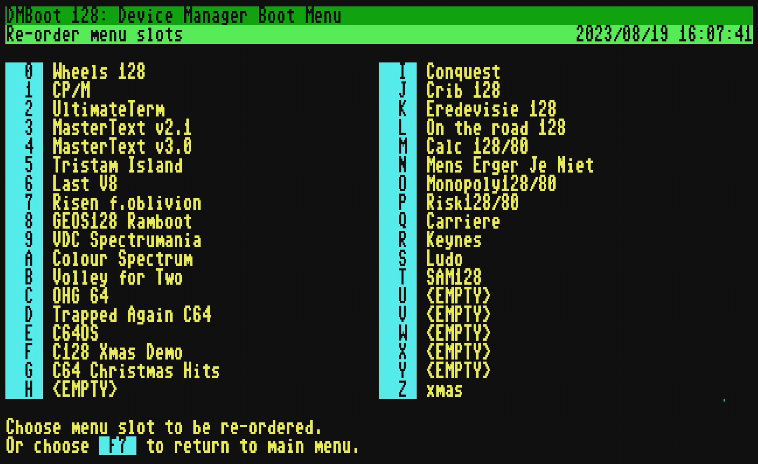 DMBoot 128: Device Manager Boot Menu
Re-order menu slots 2023/08/19 16:07:41
0 Wheels 128
1 CP/M
2 UltimateTerm
3 MasterText v2.1
4 MasterText v3.0
5 Tristam Island
6 Last V8
7 Risen f.oblivion
8 GEOS128 Ramboot
9 VDC Spectrumania
A Colour Spectrum
B Volley for Two
C QHG 64
D Trapped Again C64
E C64OS
F C128 Xmas Demo
G C64 Christmas Hits
H <EMPTY>
I Conquest
J Crib 128
K Eredevisie 128
L On the road 128
M Calc 128/80
N Mens Erger Je Niet
O Monopoly128/80
P Risk128/80
Q Carriere
R Keynes
S Ludo
T SAM128
U <EMPTY>
V <EMPTY>
W <EMPTY>
X <EMPTY>
Y <EMPTY>
Z xmas
Choose menu slot to be re-ordered.
Or choose F7 to return to main menu.